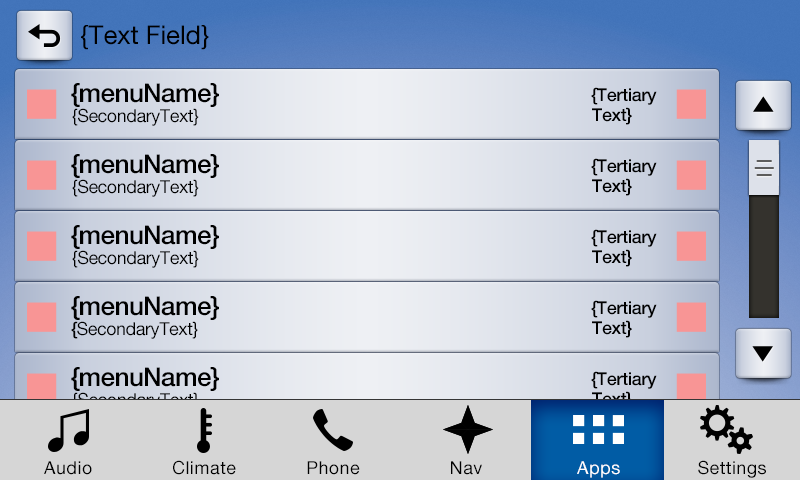 {Text Field}
{menuName}
{SecondaryText}
{Tertiary
Text}
{menuName}
{SecondaryText}
{Tertiary
Text}
{menuName}
{SecondaryText}
{Tertiary
Text}
{menuName}
{SecondaryText}
{Tertiary
Text}
{menuName}
{SecondaryText}
{Tertiary
Text}
Audio
Climate
Phone
Nav
Apps
Settings